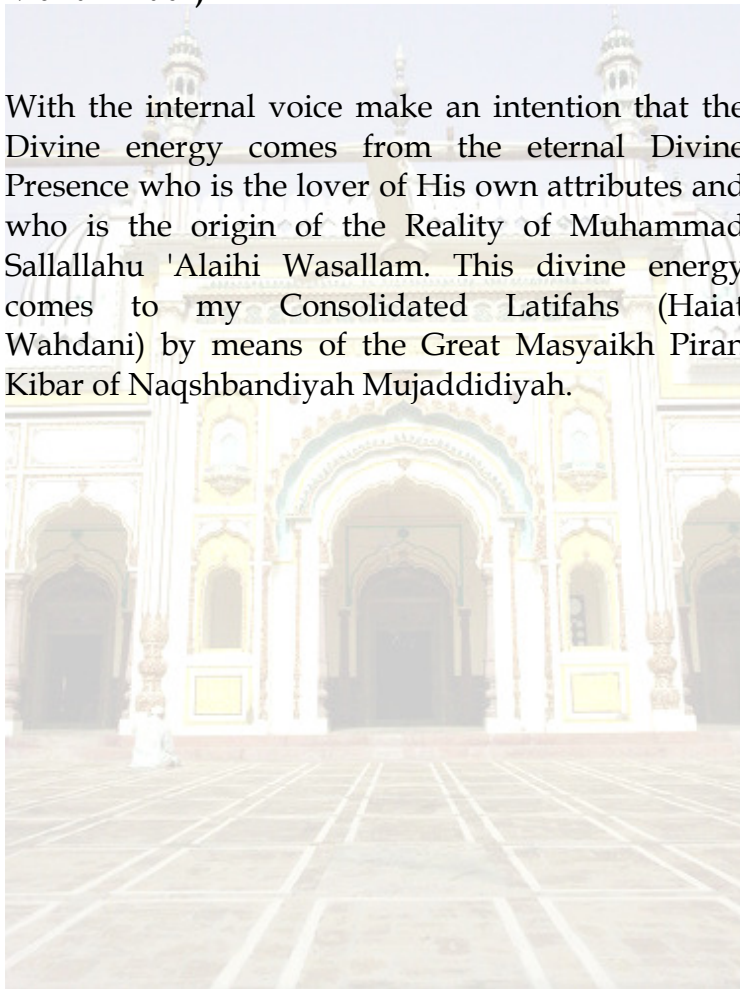 With the internal voice make an intention that the
Divine energy comes from the eternal Divine
Presence who is the lover of His own attributes and
who is the origin of the Reality of Muhammad
Sallallahu 'Alaihi Wasallam. This divine energy
comes to my Consolidated Latifahs (Haiat
Wahdani) by means of the Great Masyaikh Piran
Kibar of Naqshbandiyah Mujaddidiyah.